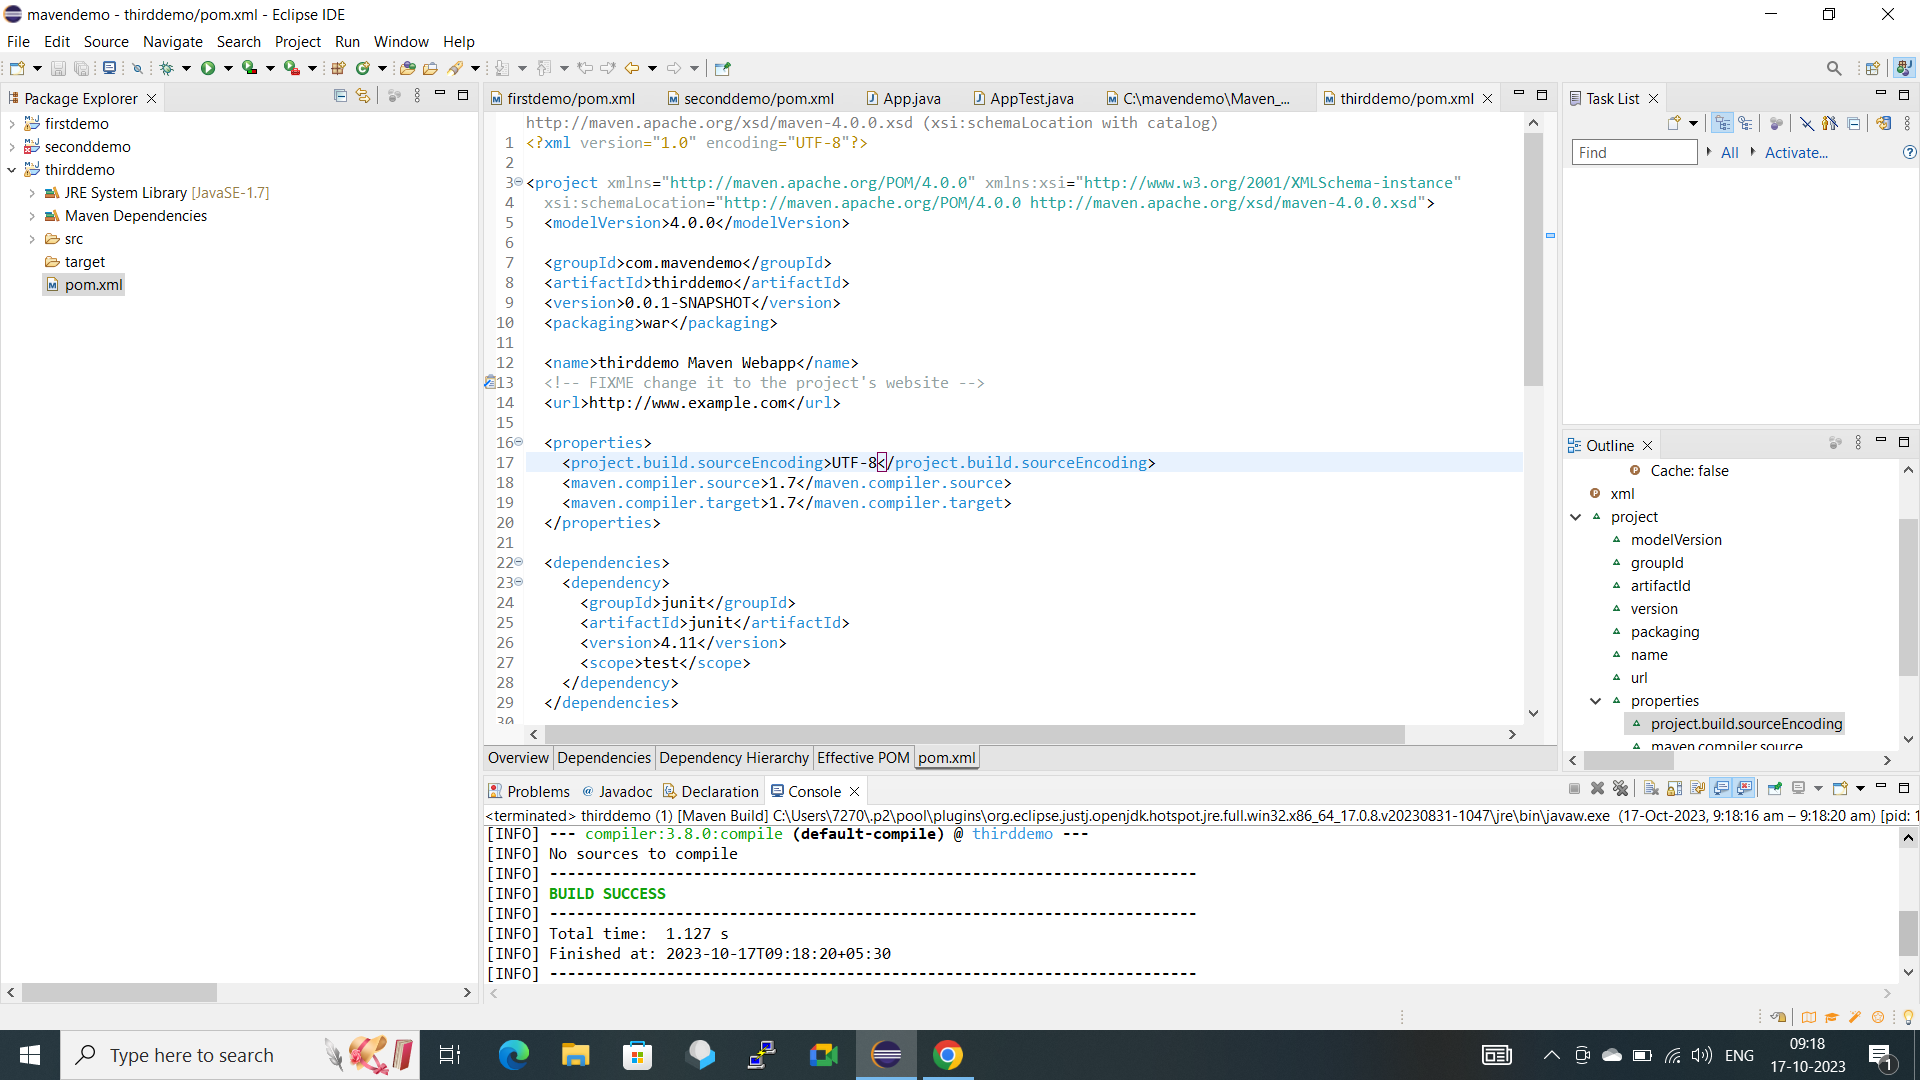 mavendemo - thirddemo/pom.xml - Eclipse IDE
File Edit Source Navigate Search Project Run Window Help
Package Explorer
firstdemo
seconddemo
thirddemo
JRE System Library [JavaSE-1.7]
Maven Dependencies
src
target
pom.xml
firstdemo/pom.xml seconddemo/pom.xml App.java AppTest.java C:\mavendemo\Maven_... thirddemo/pom.xml
http://maven.apache.org/xsd/maven-4.0.0.xsd (xsi:schemaLocation with catalog)
1 <?xml version="1.0" encoding="UTF-8"?>
2
3 <project xmlns="http://maven.apache.org/POM/4.0.0" xmlns:xsi="http://www.w3.org/2001/XMLSchema-instance"
4 xsi:schemaLocation="http://maven.apache.org/POM/4.0.0 http://maven.apache.org/xsd/maven-4.0.0.xsd">
5 <modelVersion>4.0.0</modelVersion>
6
7 <groupId>com.mavendemo</groupId>
8 <artifactId>thirddemo</artifactId>
9 <version>0.0.1-SNAPSHOT</version>
10 <packaging>war</packaging>
11
12 <name>thirddemo Maven Webapp</name>
13 <!-- FIXME change it to the project's website -->
14 <url>http://www.example.com</url>
15
16 <properties>
17 <project.build.sourceEncoding>UTF-8</project.build.sourceEncoding>
18 <maven.compiler.source>1.7</maven.compiler.source>
19 <maven.compiler.target>1.7</maven.compiler.target>
20 </properties>
21
22 <dependencies>
23 <dependency>
24 <groupId>junit</groupId>
25 <artifactId>junit</artifactId>
26 <version>4.11</version>
27 <scope>test</scope>
28 </dependency>
29 </dependencies>
30
Overview Dependencies Dependency Hierarchy Effective POM pom.xml
Task List
Find All Activate...
Outline
Cache: false
xml
project
modelVersion
groupId
artifactId
version
packaging
name
url
properties
project.build.sourceEncoding
maven.compiler.source
Problems @ Javadoc Declaration Console
<terminated> thirddemo (1) [Maven Build] C:\Users\7270\.p2\pool\plugins\org.eclipse.justj.openjdk.hotspot.jre.full.win32.x86_64_17.0.8.v20230831-1047\jre\bin\javaw.exe (17-Oct-2023, 9:18:16 am – 9:18:20 am) [pid: 1
[INFO] --- compiler:3.8.0:compile (default-compile) @ thirddemo ---
[INFO] No sources to compile
[INFO] ------------------------------------------------------------------------
[INFO] BUILD SUCCESS
[INFO] ------------------------------------------------------------------------
[INFO] Total time: 1.127 s
[INFO] Finished at: 2023-10-17T09:18:20+05:30
[INFO] ------------------------------------------------------------------------
Type here to search
ENG
09:18
17-10-2023
1